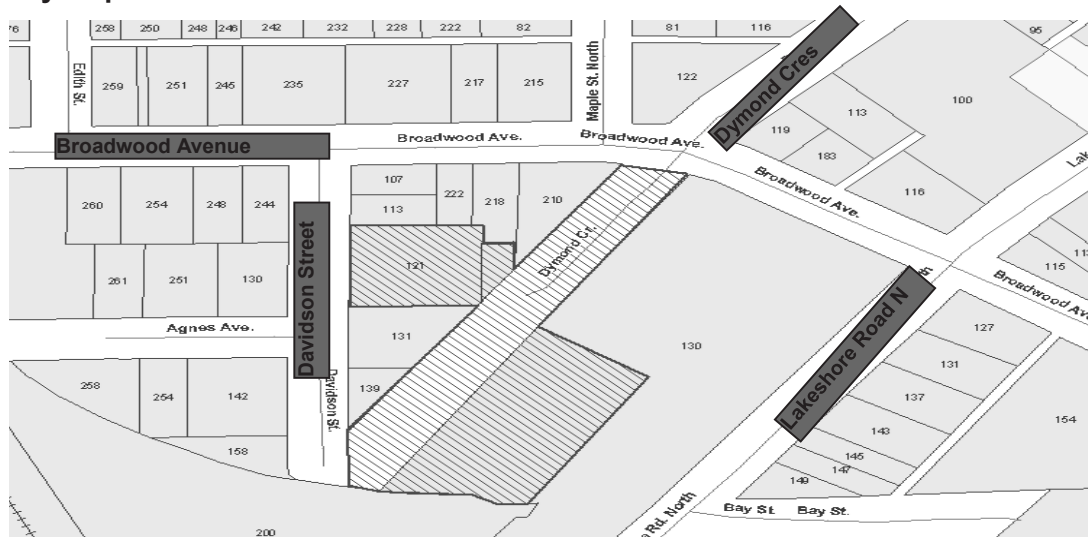 76 258 250 248 246 242 232 228 222 82 81 116 95
Edith St.
259 251 245 235 227 217 215
Maple St. North
122
Dymond Cres
119 113 183 100
Broadwood Avenue
Broadwood Ave.
Broadwood Ave.
Broadwood Ave.
116
260 254 248 244
107
113 222 218 210
Dymond Cr.
121
261 251 130
Davidson Street
Agnes Ave.
131
139
130
Lakeshore Road N
115
Broadwood Ave
127
131
137
143
145
147
149
154
258 254 142
158
Davidson St.
Rd. North
Bay St. Bay St.
200